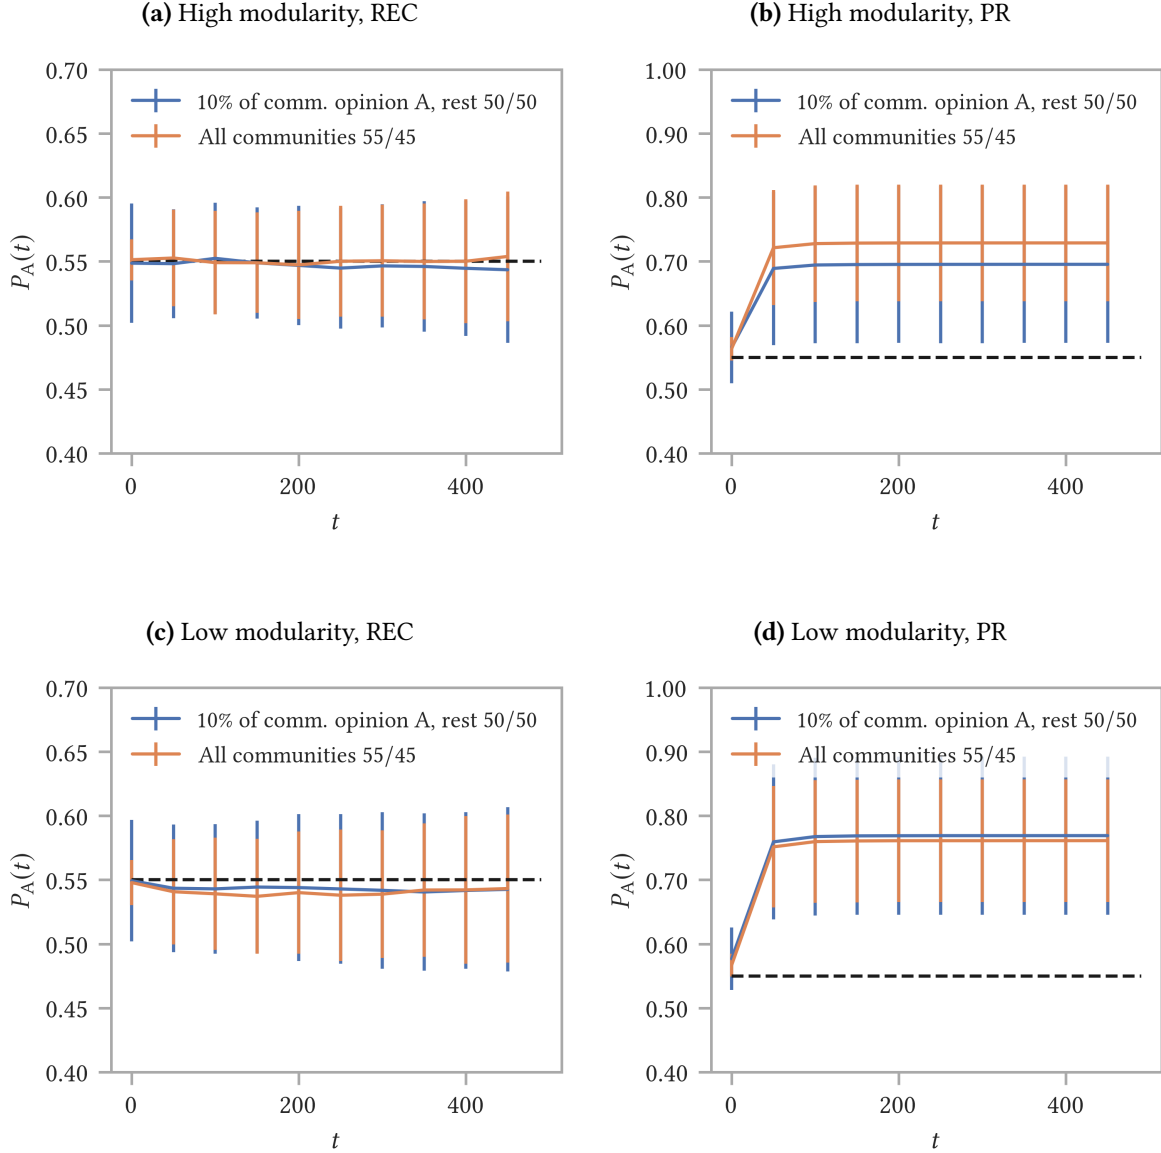 (a) High modularity, REC
0.70
0.65
0.60
0.55
0.50
0.45
0.40
P_A(t)
10% of comm. opinion A, rest 50/50
All communities 55/45
0 200 400
t
(b) High modularity, PR
1.00
0.90
0.80
0.70
0.60
0.50
0.40
P_A(t)
10% of comm. opinion A, rest 50/50
All communities 55/45
0 200 400
t
(c) Low modularity, REC
0.70
0.65
0.60
0.55
0.50
0.45
0.40
P_A(t)
10% of comm. opinion A, rest 50/50
All communities 55/45
0 200 400
t
(d) Low modularity, PR
1.00
0.90
0.80
0.70
0.60
0.50
0.40
P_A(t)
10% of comm. opinion A, rest 50/50
All communities 55/45
0 200 400
t